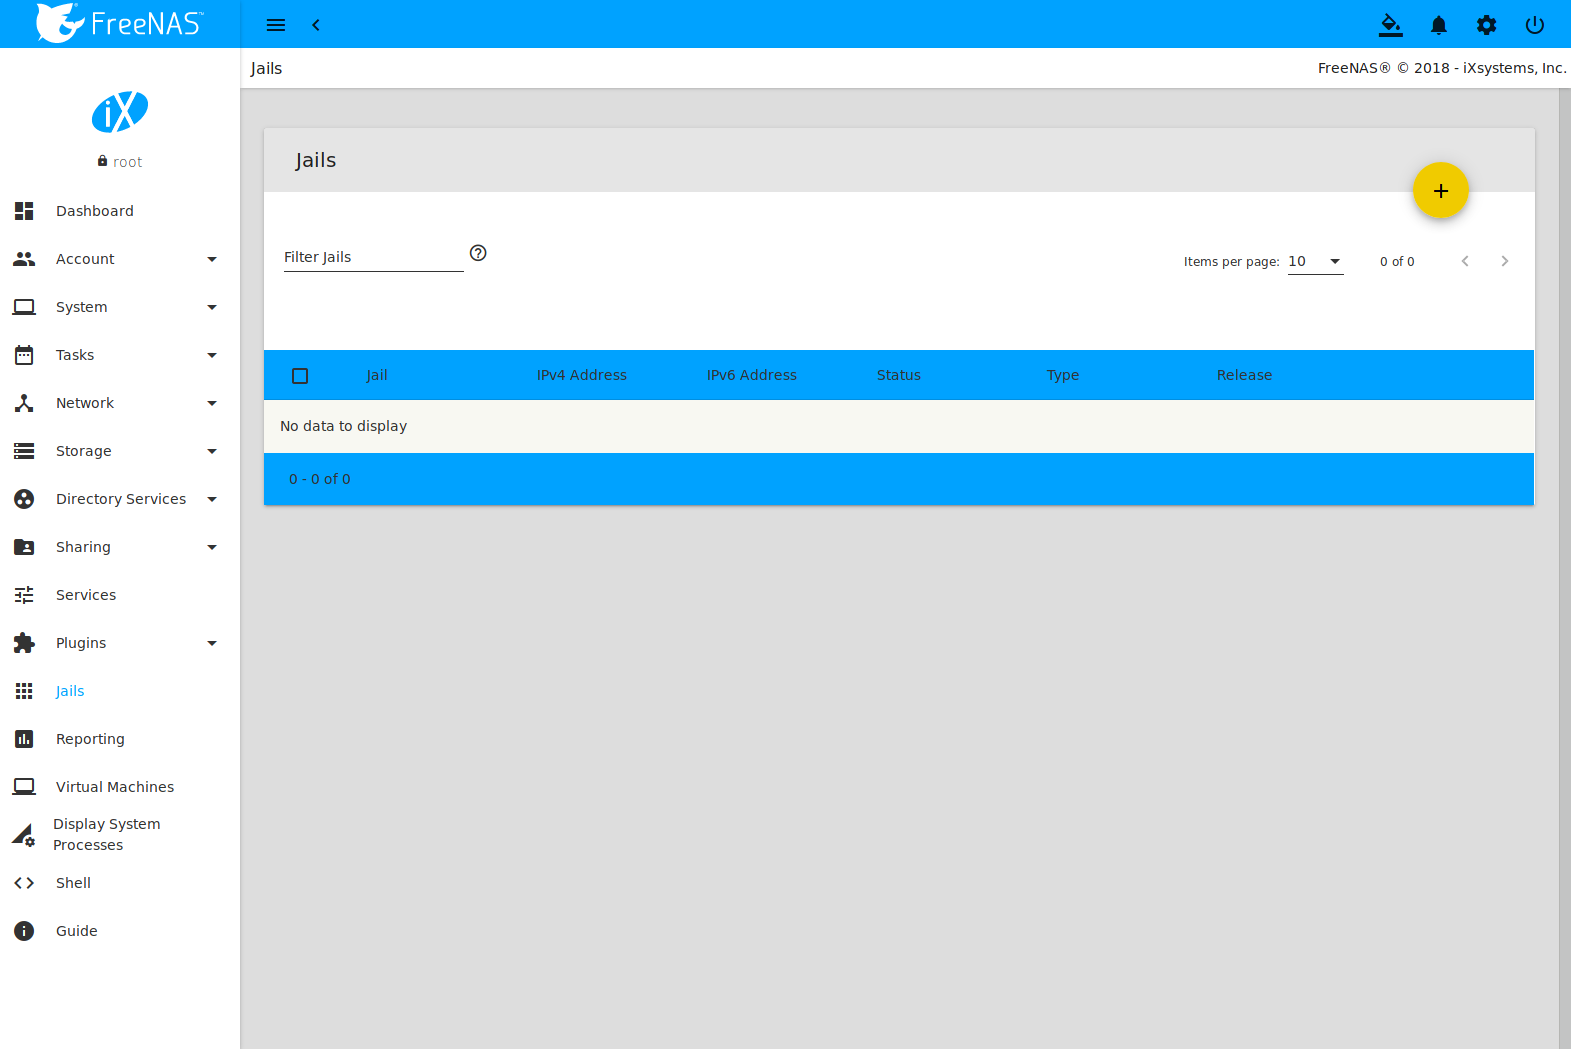 FreeNAS™
Jails
FreeNAS® © 2018 - iXsystems, Inc.
iX
root
Dashboard
Account
System
Tasks
Network
Storage
Directory Services
Sharing
Services
Plugins
Jails
Reporting
Virtual Machines
Display System
Processes
Shell
Guide
Jails
+
Filter Jails
Items per page: 10 0 of 0
Jail IPv4 Address IPv6 Address Status Type Release
No data to display
0 - 0 of 0